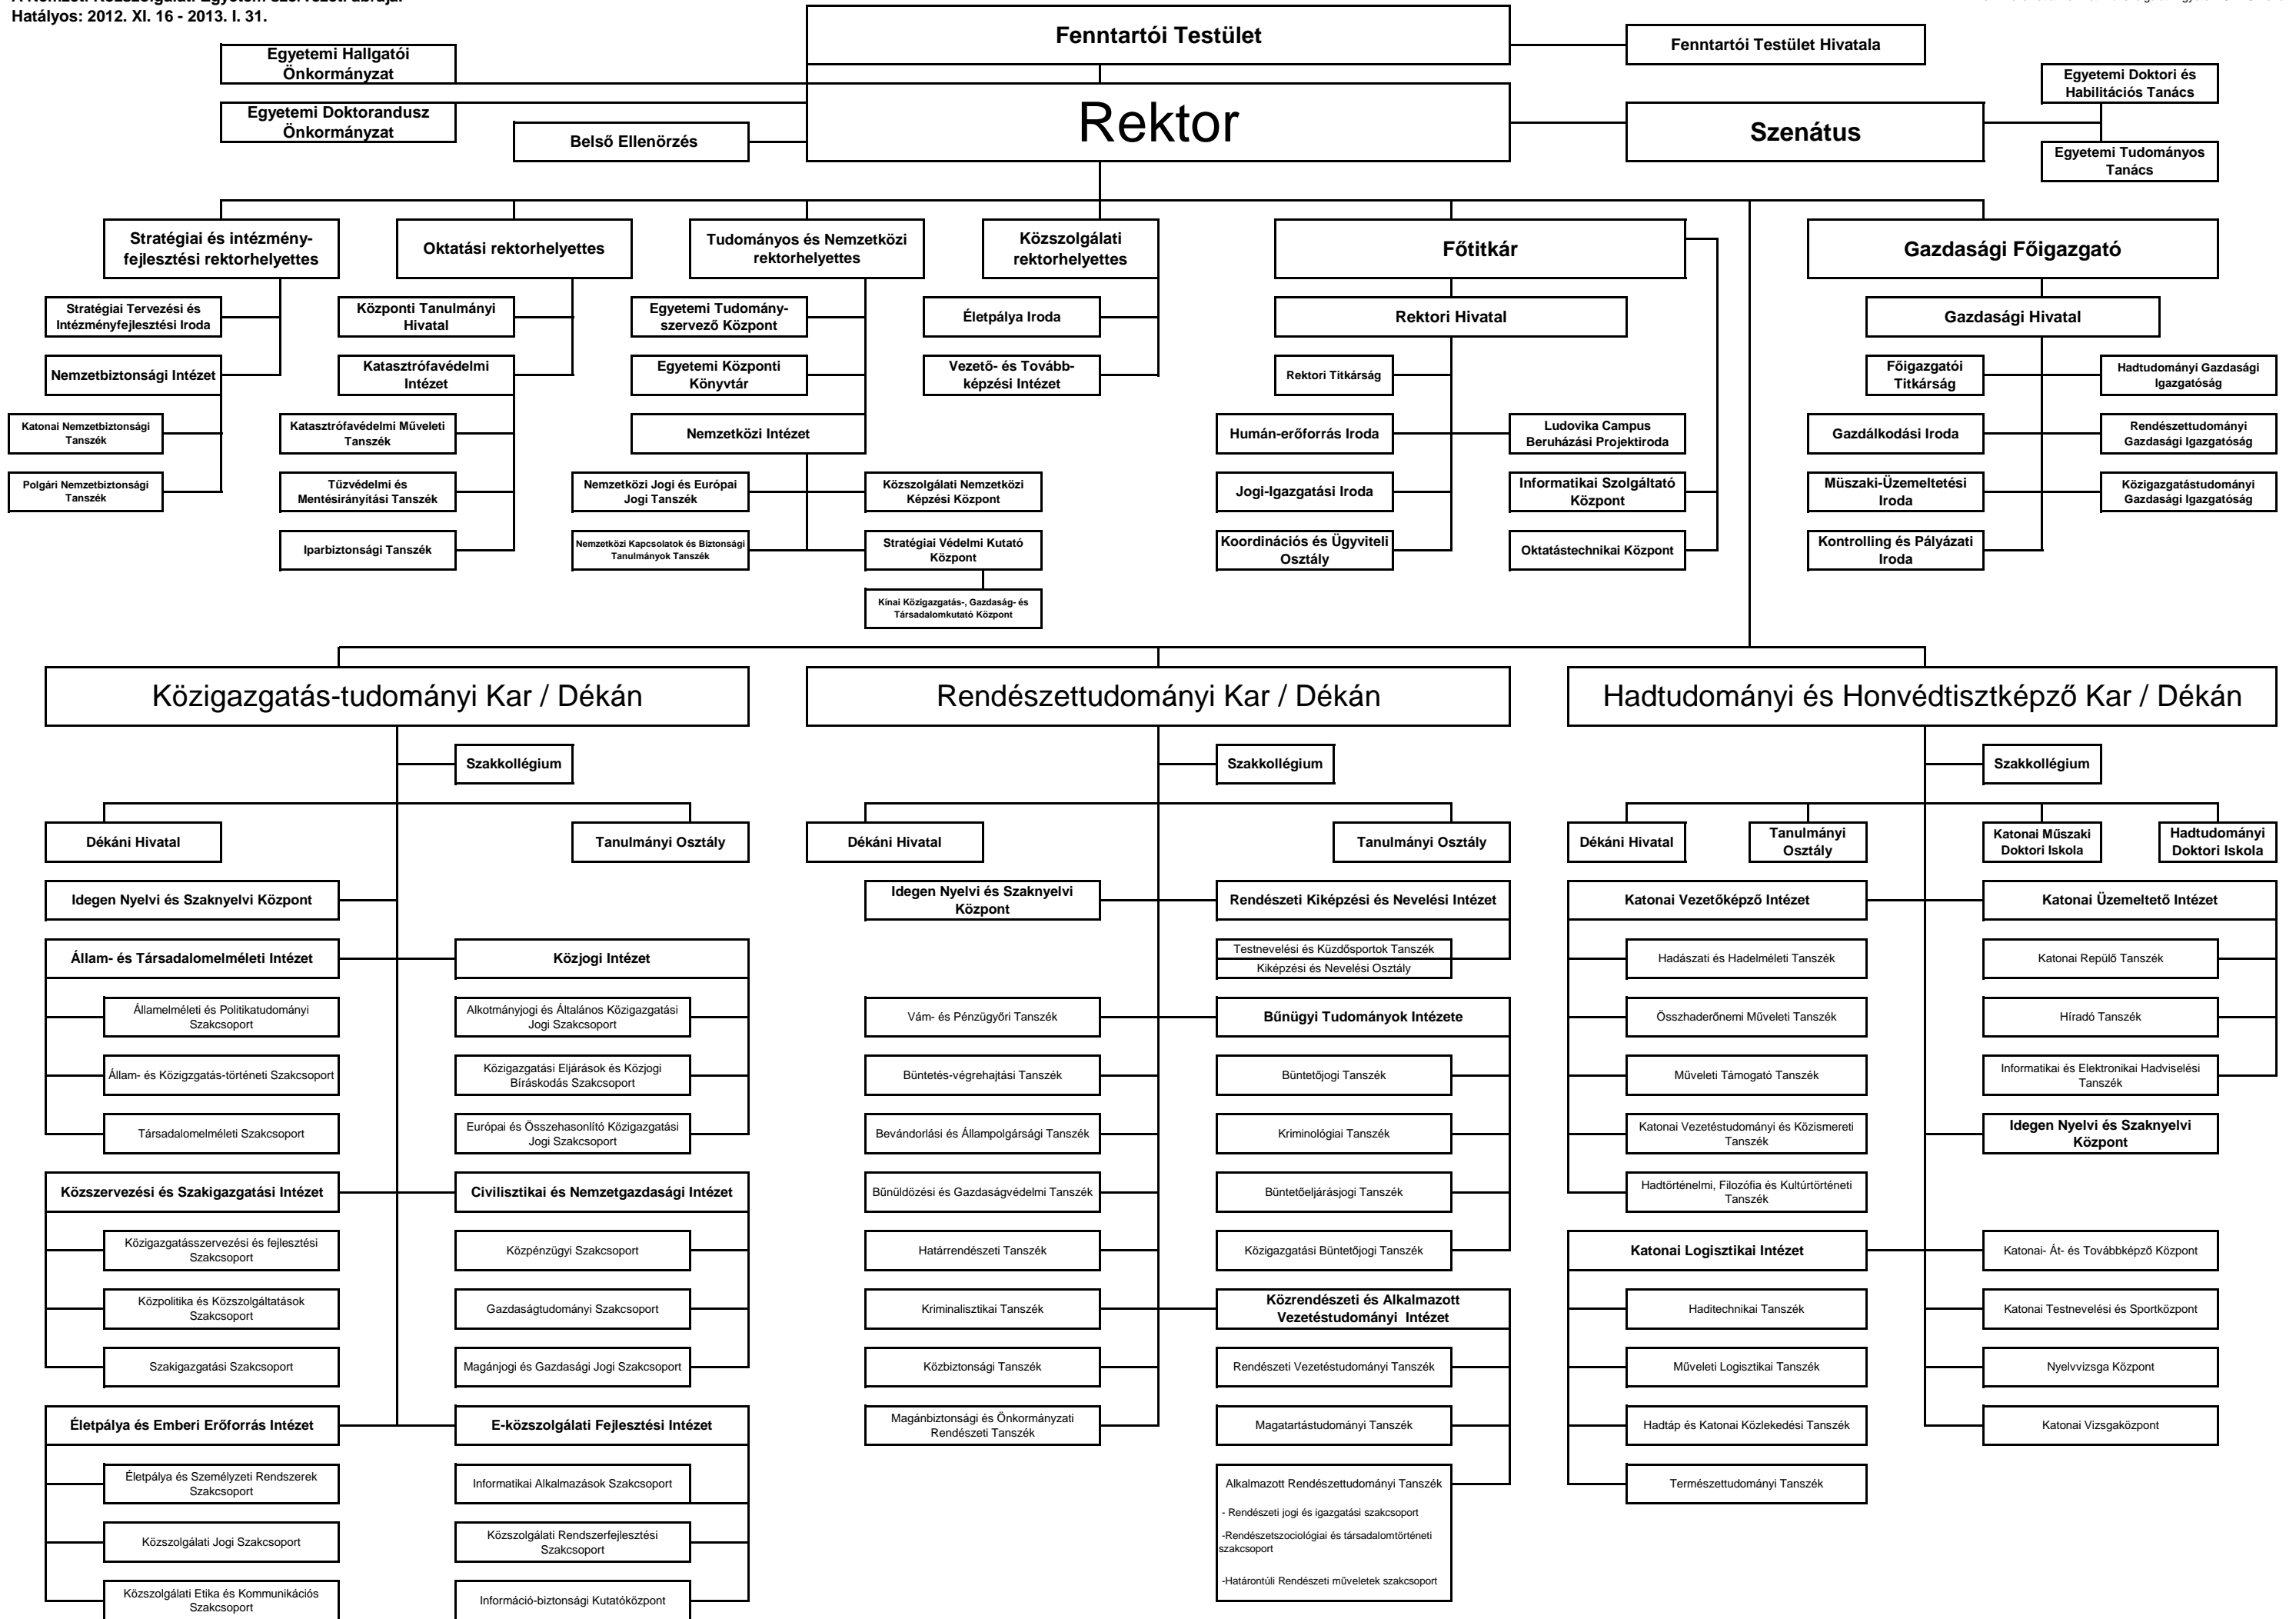 Hatályos: 2012. XI. 16 - 2013. I. 31.
Fenntartói Testület
Fenntartói Testület Hivatala
Egyetemi Hallgatói
Önkormányzat
Egyetemi Doktorandusz
Önkormányzat
Belső Ellenörzés
Rektor
Szenátus
Egyetemi Doktori és
Habilitációs Tanács
Egyetemi Tudományos
Tanács
Stratégiai és intézmény-
fejlesztési rektorhelyettes
Oktatási rektorhelyettes
Tudományos és Nemzetközi
rektorhelyettes
Közszolgálati
rektorhelyettes
Főtitkár
Gazdasági Főigazgató
Stratégiai Tervezési és
Intézményfejlesztési Iroda
Nemzetbiztonsági Intézet
Katonai Nemzetbiztonsági
Tanszék
Polgári Nemzetbiztonsági
Tanszék
Központi Tanulmányi
Hivatal
Katasztrófavédelmi
Intézet
Katasztrófavédelmi Műveleti
Tanszék
Tűzvédelmi és
Mentésirányítási Tanszék
Iparbiztonsági Tanszék
Egyetemi Tudomány-
szervező Központ
Egyetemi Központi
Könyvtár
Nemzetközi Intézet
Nemzetközi Jogi és Európai
Jogi Tanszék
Közszolgálati Nemzetközi
Képzési Központ
Nemzetközi Kapcsolatok és Biztonsági
Tanulmányok Tanszék
Stratégiai Védelmi Kutató
Központ
Kínai Közigazgatás-, Gazdaság- és
Társadalomkutató Központ
Életpálya Iroda
Vezető- és Tovább-
képzési Intézet
Rektori Hivatal
Rektori Titkárság
Humán-erőforrás Iroda
Ludovika Campus
Beruházási Projektiroda
Jogi-Igazgatási Iroda
Informatikai Szolgáltató
Központ
Koordinációs és Ügyviteli
Osztály
Oktatástechnikai Központ
Gazdasági Hivatal
Főigazgatói
Titkárság
Hadtudományi Gazdasági
Igazgatóság
Gazdálkodási Iroda
Rendészettudományi
Gazdasági Igazgatóság
Müszaki-Üzemeltetési
Iroda
Közigazgatástudományi
Gazdasági Igazgatóság
Kontrolling és Pályázati
Iroda
Közigazgatás-tudományi Kar / Dékán
Szakkollégium
Dékáni Hivatal
Tanulmányi Osztály
Idegen Nyelvi és Szaknyelvi Központ
Állam- és Társadalomelméleti Intézet
Közjogi Intézet
Államelméleti és Politikatudományi
Szakcsoport
Alkotmányjogi és Általános Közigazgatási
Jogi Szakcsoport
Állam- és Közigzgatás-történeti Szakcsoport
Közigazgatási Eljárások és Közjogi
Bíráskodás Szakcsoport
Társadalomelméleti Szakcsoport
Európai és Összehasonlító Közigazgatási
Jogi Szakcsoport
Közszervezési és Szakigazgatási Intézet
Civilisztikai és Nemzetgazdasági Intézet
Közigazgatásszervezési és fejlesztési
Szakcsoport
Közpénzügyi Szakcsoport
Közpolitika és Közszolgáltatások
Szakcsoport
Gazdaságtudományi Szakcsoport
Szakigazgatási Szakcsoport
Magánjogi és Gazdasági Jogi Szakcsoport
Életpálya és Emberi Erőforrás Intézet
E-közszolgálati Fejlesztési Intézet
Életpálya és Személyzeti Rendszerek
Szakcsoport
Informatikai Alkalmazások Szakcsoport
Közszolgálati Jogi Szakcsoport
Közszolgálati Rendszerfejlesztési
Szakcsoport
Közszolgálati Etika és Kommunikációs
Szakcsoport
Információ-biztonsági Kutatóközpont
Rendészettudományi Kar / Dékán
Szakkollégium
Dékáni Hivatal
Tanulmányi Osztály
Idegen Nyelvi és Szaknyelvi
Központ
Rendészeti Kiképzési és Nevelési Intézet
Testnevelési és Küzdősportok Tanszék
Kiképzési és Nevelési Osztály
Vám- és Pénzügyőri Tanszék
Bűnügyi Tudományok Intézete
Büntetés-végrehajtási Tanszék
Büntetőjogi Tanszék
Bevándorlási és Állampolgársági Tanszék
Kriminológiai Tanszék
Bűnüldözési és Gazdaságvédelmi Tanszék
Büntetőeljárásjogi Tanszék
Határrendészeti Tanszék
Közigazgatási Büntetőjogi Tanszék
Kriminalisztikai Tanszék
Közrendészeti és Alkalmazott
Vezetéstudományi Intézet
Közbiztonsági Tanszék
Rendészeti Vezetéstudományi Tanszék
Magánbiztonsági és Önkormányzati
Rendészeti Tanszék
Magatartástudományi Tanszék
Alkalmazott Rendészettudományi Tanszék
- Rendészeti jogi és igazgatási szakcsoport
-Rendészetszociológiai és társadalomtörténeti
szakcsoport
-Határontúli Rendészeti műveletek szakcsoport
Hadtudományi és Honvédtisztképző Kar / Dékán
Szakkollégium
Dékáni Hivatal
Tanulmányi
Osztály
Katonai Műszaki
Doktori Iskola
Hadtudományi
Doktori Iskola
Katonai Vezetőképző Intézet
Katonai Üzemeltető Intézet
Hadászati és Hadelméleti Tanszék
Katonai Repülő Tanszék
Összhaderőnemi Műveleti Tanszék
Híradó Tanszék
Műveleti Támogató Tanszék
Informatikai és Elektronikai Hadviselési
Tanszék
Katonai Vezetéstudományi és Közismereti
Tanszék
Idegen Nyelvi és Szaknyelvi
Központ
Hadtörténelmi, Filozófia és Kultúrtörténeti
Tanszék
Katonai Logisztikai Intézet
Katonai- Át- és Továbbképző Központ
Haditechnikai Tanszék
Katonai Testnevelési és Sportközpont
Műveleti Logisztikai Tanszék
Nyelvvizsga Központ
Hadtáp és Katonai Közlekedési Tanszék
Katonai Vizsgaközpont
Természettudományi Tanszék